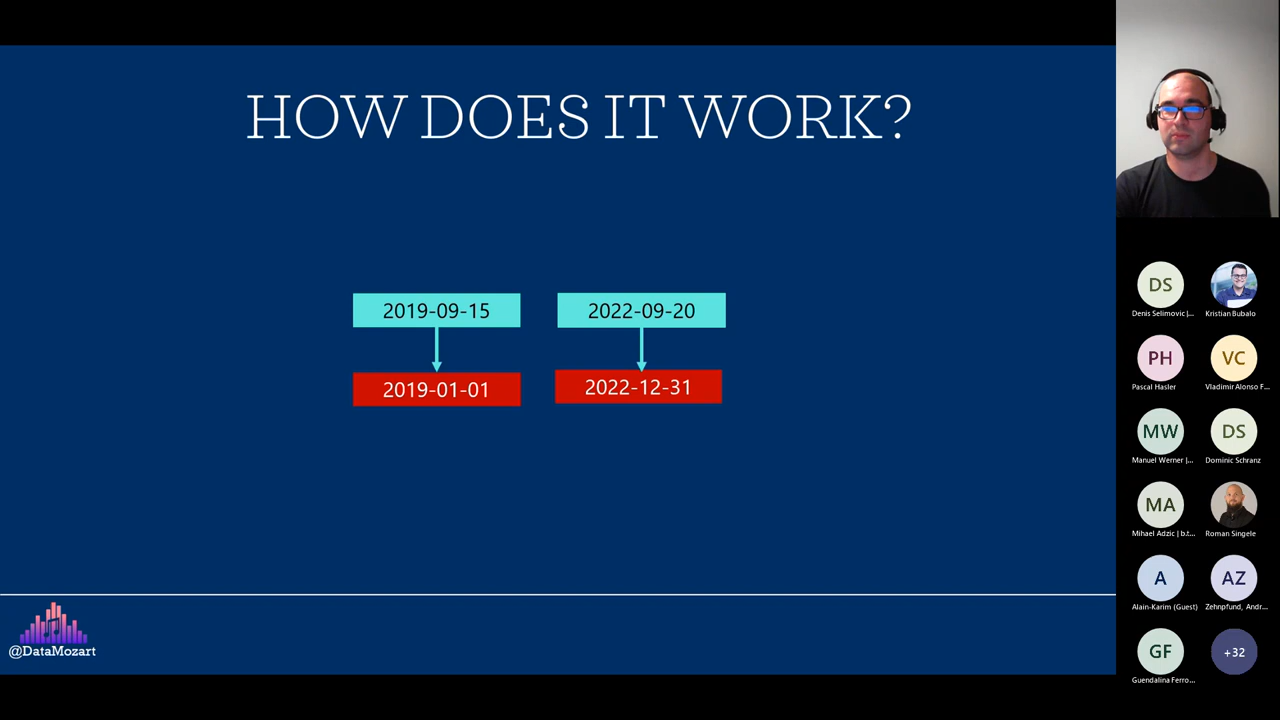 HOW DOES IT WORK?
2019-09-15
2022-09-20
2019-01-01
2022-12-31
@DataMozart
DS
Denis Selimovic |...
Kristian Bubalo
PH
Pascal Hasler
VC
Vladimir Alonso F...
MW
Manuel Werner |...
DS
Dominic Schranz
MA
Mihael Adzic | b.t...
Roman Singele
A
Alain-Karim (Guest)
AZ
Zehnpfund, Andr...
GF
Guendalina Ferro...
+32